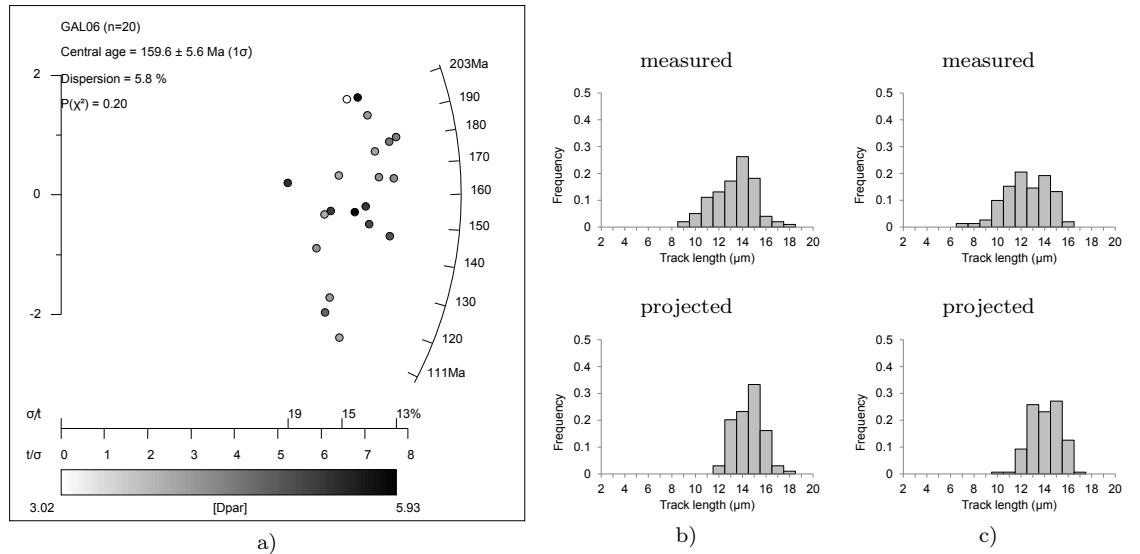 GAL06 (n=20)
Central age = 159.6 ± 5.6 Ma (1σ)
Dispersion = 5.8 %
P(χ²) = 0.20
2
0
-2
203Ma
190
180
170
160
150
140
130
120
111Ma
σ/t
19
15
13%
t/σ
0 1 2 3 4 5 6 7 8
3.02
[Dpar]
5.93
a)
measured
0.5
0.4
0.3
0.2
0.1
0
Frequency
2 4 6 8 10 12 14 16 18 20
Track length (µm)
projected
0.5
0.4
0.3
0.2
0.1
0
Frequency
2 4 6 8 10 12 14 16 18 20
Track length (µm)
b)
measured
0.5
0.4
0.3
0.2
0.1
0
Frequency
2 4 6 8 10 12 14 16 18 20
Track length (µm)
projected
0.5
0.4
0.3
0.2
0.1
0
Frequency
2 4 6 8 10 12 14 16 18 20
Track length (µm)
c)